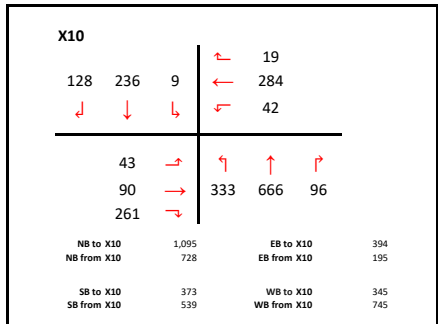 X10
19
128 236 9 284
42
43
90 333 666 96
261
NB to X10 1,095 EB to X10 394
NB from X10 728 EB from X10 195
SB to X10 373 WB to X10 345
SB from X10 539 WB from X10 745